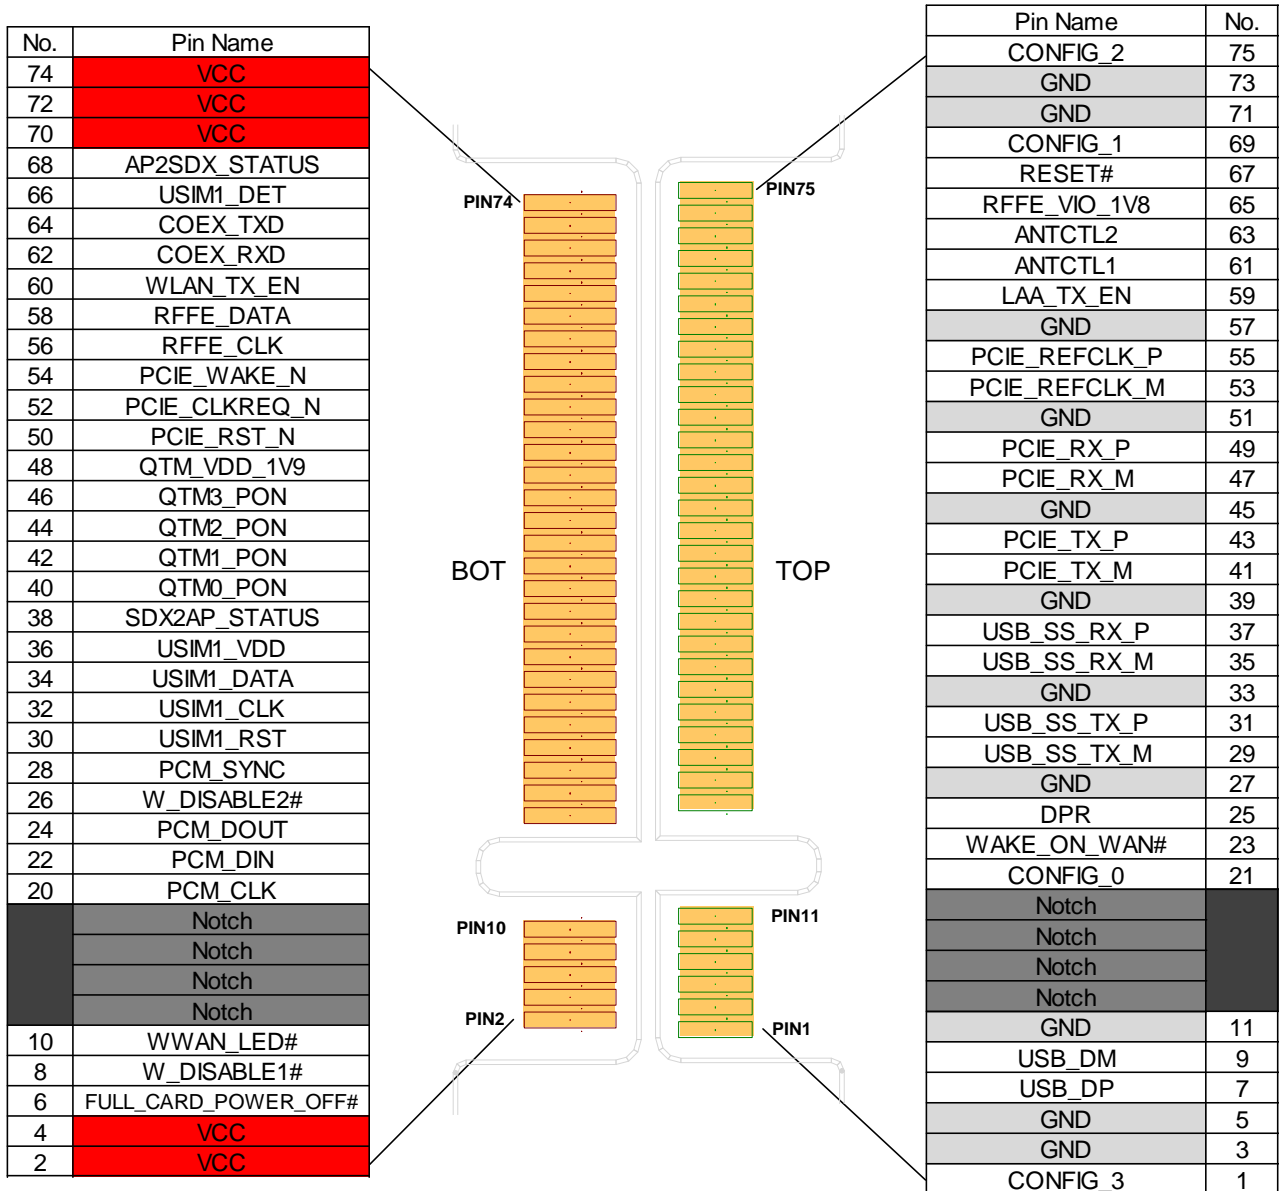 No. Pin Name
74 VCC
72 VCC
70 VCC
68 AP2SDX_STATUS
66 USIM1_DET
64 COEX_TXD
62 COEX_RXD
60 WLAN_TX_EN
58 RFFE_DATA
56 RFFE_CLK
54 PCIE_WAKE_N
52 PCIE_CLKREQ_N
50 PCIE_RST_N
48 QTM_VDD_1V9
46 QTM3_PON
44 QTM2_PON
42 QTM1_PON
40 QTM0_PON
38 SDX2AP_STATUS
36 USIM1_VDD
34 USIM1_DATA
32 USIM1_CLK
30 USIM1_RST
28 PCM_SYNC
26 W_DISABLE2#
24 PCM_DOUT
22 PCM_DIN
20 PCM_CLK
Notch
Notch
Notch
Notch
10 WWAN_LED#
8 W_DISABLE1#
6 FULL_CARD_POWER_OFF#
4 VCC
2 VCC
PIN74
BOT
PIN10
PIN2
PIN75
TOP
PIN11
PIN1
Pin Name No.
CONFIG_2 75
GND 73
GND 71
CONFIG_1 69
RESET# 67
RFFE_VIO_1V8 65
ANTCTL2 63
ANTCTL1 61
LAA_TX_EN 59
GND 57
PCIE_REFCLK_P 55
PCIE_REFCLK_M 53
GND 51
PCIE_RX_P 49
PCIE_RX_M 47
GND 45
PCIE_TX_P 43
PCIE_TX_M 41
GND 39
USB_SS_RX_P 37
USB_SS_RX_M 35
GND 33
USB_SS_TX_P 31
USB_SS_TX_M 29
GND 27
DPR 25
WAKE_ON_WAN# 23
CONFIG_0 21
Notch
Notch
Notch
Notch
GND 11
USB_DM 9
USB_DP 7
GND 5
GND 3
CONFIG_3 1